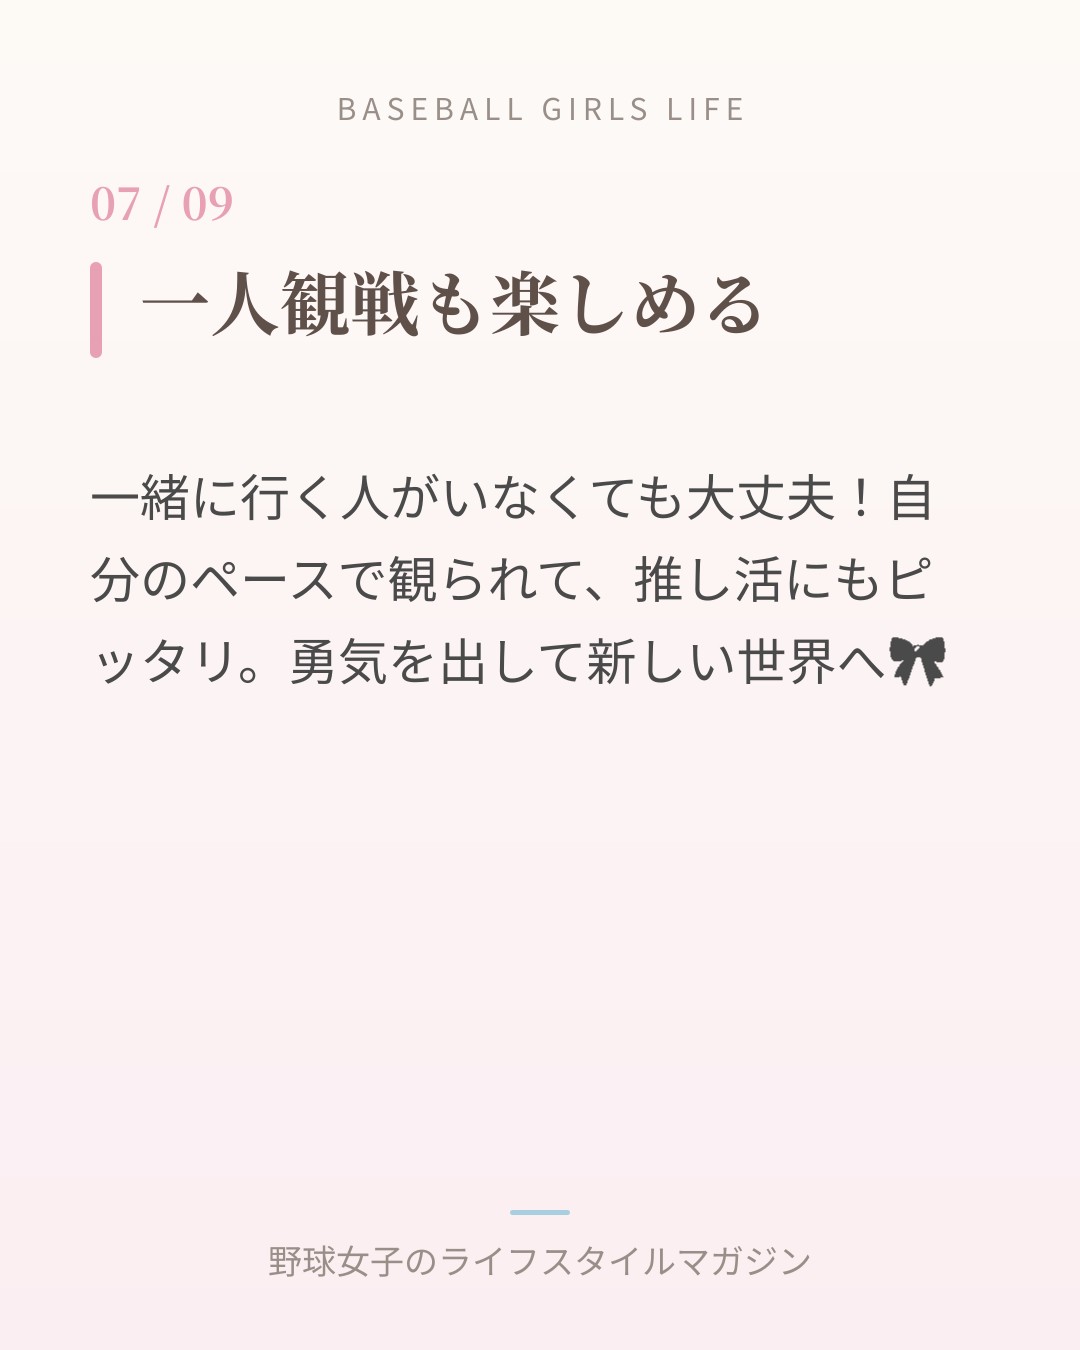 BASEBALL GIRLS LIFE
07 / 09
一人観戦も楽しめる
一緒に行く人がいなくても大丈夫！自
分のペースで観られて、推し活にもピ
ッタリ。勇気を出して新しい世界へ🎀
野球女子のライフスタイルマガジン